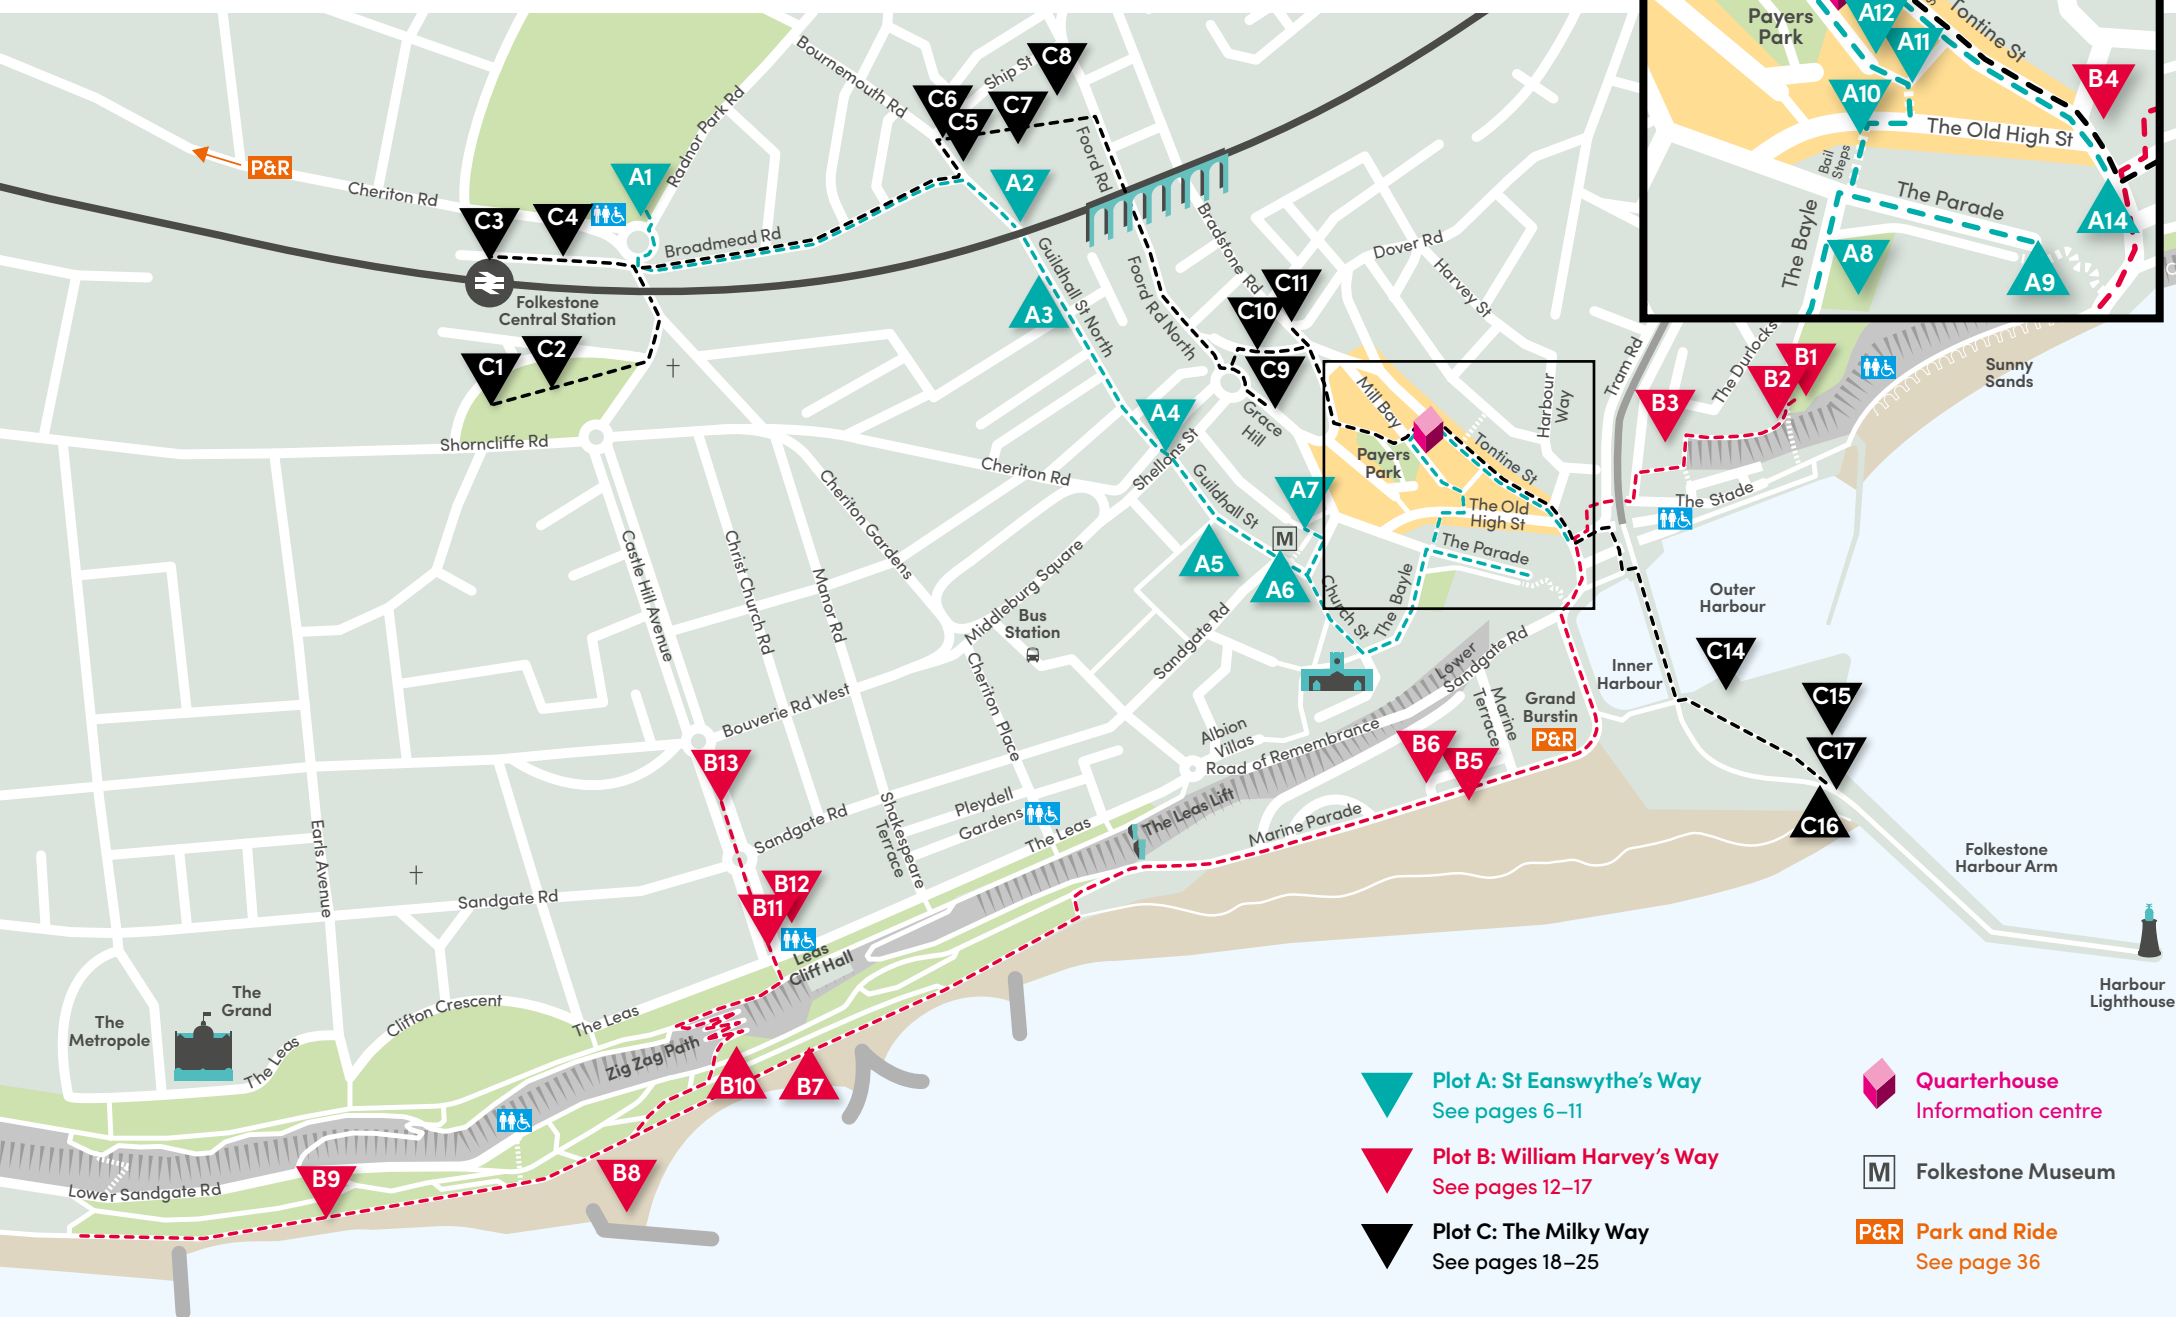 Payers
Park
A12
A11
Tontine St
B4
A10
The Old High St
Bail
Steps
The Parade
A14
The Bayle
A8
A9
Bournemouth Rd
Ship St
C8
C6
C5
C7
Foord Rd
Radnor Park Rd
P&R
Cheriton Rd
A1
A2
C3
C4
Broadmead Rd
Folkestone
Central Station
Guildhall St North
A3
Foord Rd North
Bradstone Rd
Dover Rd
Harvey St
C11
C10
C9
C1
C2
Shorncliffe Rd
Cheriton Rd
A4
Shellons St
Grace
Hill
Mill Bay
Payers
Park
Tontine St
Harbour
Way
Tram Rd
The Durlocks
B1
B2
B3
Sunny
Sands
The Stade
The Old
High St
The Parade
The Bayle
Church St
Guildhall St
A7
M
A5
A6
Castle Hill Avenue
Christ Church Rd
Manor Rd
Cheriton Gardens
Middleburg Square
Bus
Station
Sandgate Rd
Cheriton Place
Bouverie Rd West
Outer
Harbour
Inner
Harbour
C14
C15
C17
C16
Lower
Sandgate Rd
Marine
Terrace
Grand
Burstin
P&R
B6
B5
Albion
Villas
Road of Remembrance
The Leas Lift
Marine Parade
B13
Sandgate Rd
Shakespeare
Terrace
Pleydell
Gardens
The Leas
Earls Avenue
Sandgate Rd
B12
B11
Leas
Cliff Hall
Folkestone
Harbour Arm
Harbour
Lighthouse
The
Metropole
The
Grand
The Leas
Clifton Crescent
The Leas
Zig Zag Path
B10
B7
B8
B9
Lower Sandgate Rd
Plot A: St Eanswythe's Way
See pages 6–11
Plot B: William Harvey's Way
See pages 12–17
Plot C: The Milky Way
See pages 18–25
Quarterhouse
Information centre
M
Folkestone Museum
P&R
Park and Ride
See page 36